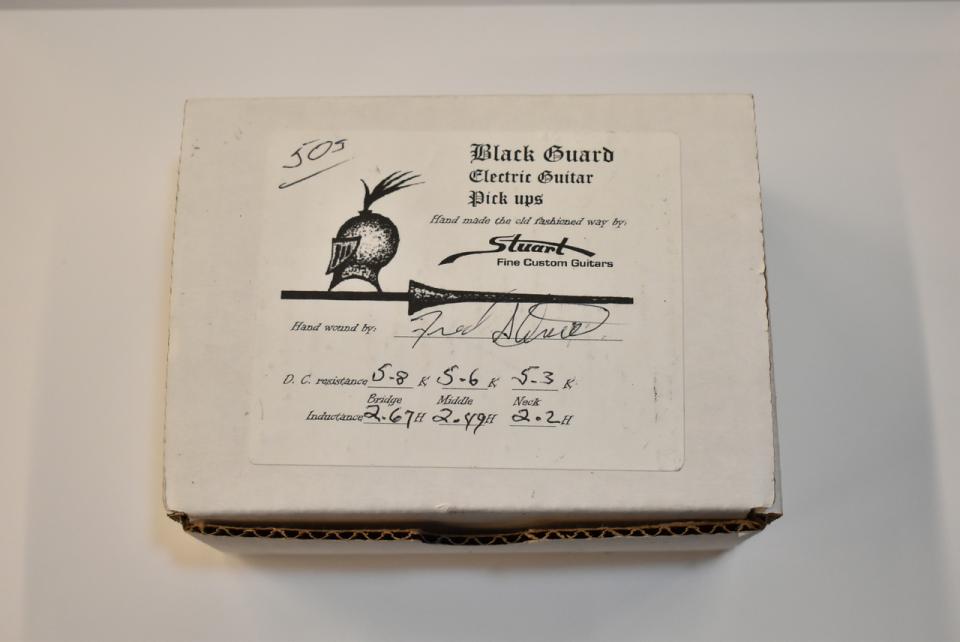 50s
Black Guard
Electric Guitar
Pick ups
Hand made the old fashioned way by:
Stuart
Fine Custom Guitars
Hand wound by: Fred Stuart
D. C. resistance 5.8 K 5.6 K 5.3 K
Bridge Middle Neck
Inductance 2.67 H 2.49 H 2.2 H